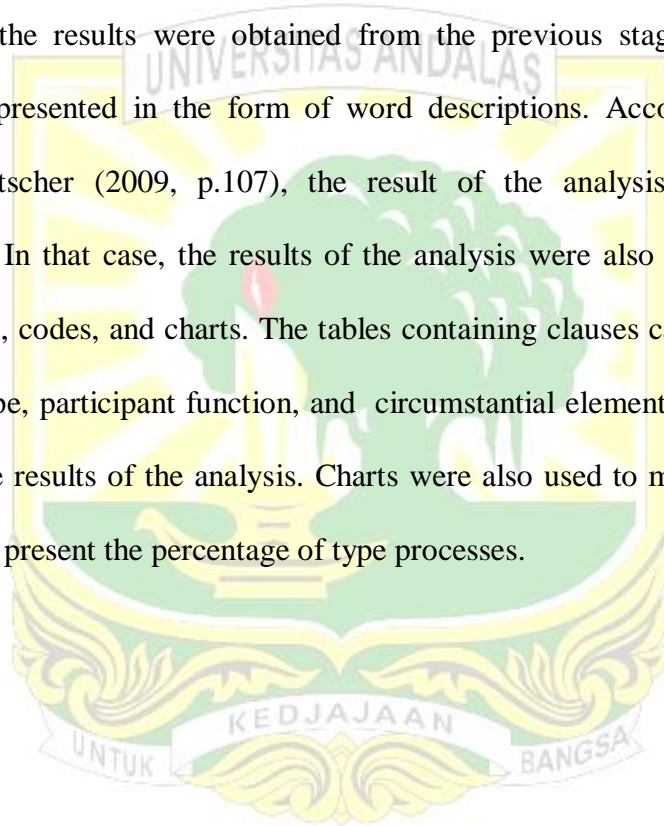 the results were obtained from the previous stag
UNIVERSITAS ANDALAS
presented in the form of word descriptions. Acco
tscher (2009, p.107), the result of the analysis
In that case, the results of the analysis were also
, codes, and charts. The tables containing clauses ca
pe, participant function, and circumstantial element
e results of the analysis. Charts were also used to m
present the percentage of type processes.
UNTUK KEDJAJAAN BANGSA